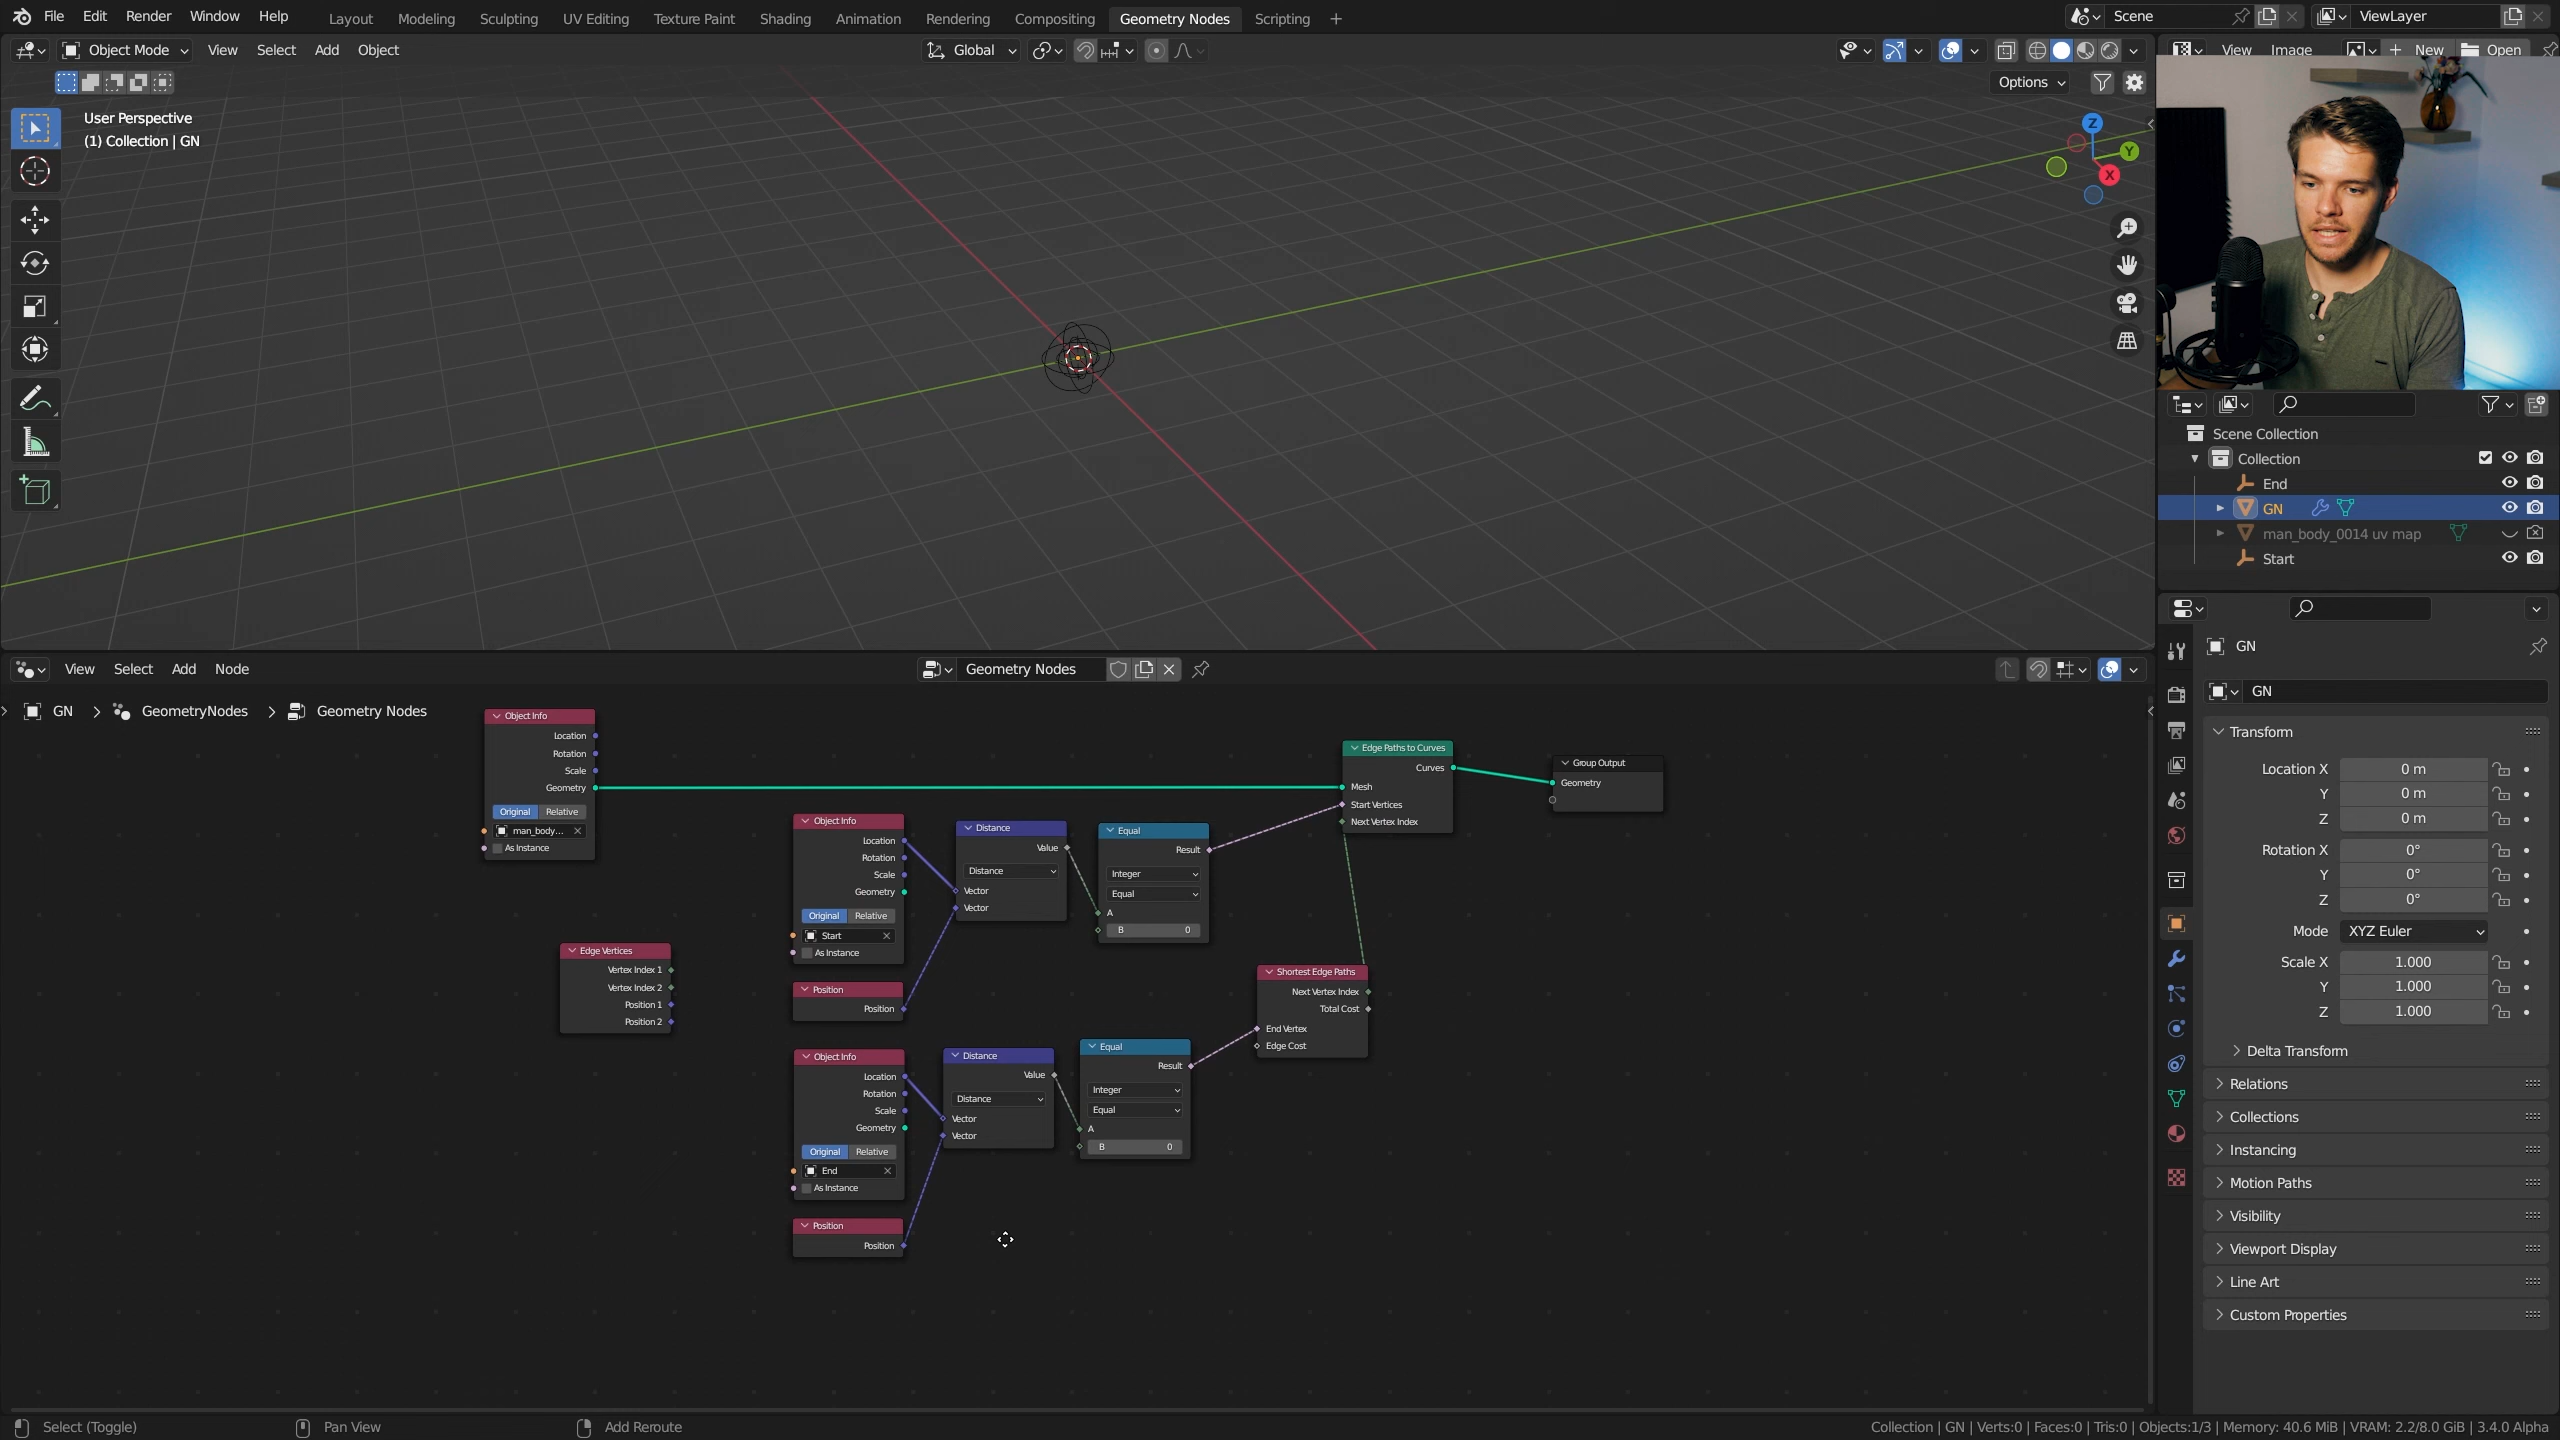 File Edit Render Window Help Layout Modeling Sculpting UV Editing Texture Paint Shading Animation Rendering Compositing Geometry Nodes Scripting + Scene ViewLayer
Object Mode View Select Add Object Global View Image New Open
Options
User Perspective
(1) Collection | GN
Z
Y
X
Scene Collection
Collection
End
GN
man_body_0014 uv map
Start
View Select Add Node Geometry Nodes
GN > GeometryNodes > Geometry Nodes
Object Info
Location
Rotation
Scale
Geometry
Original Relative
man_body...
As Instance
Edge Vertices
Vertex Index 1
Vertex Index 2
Position 1
Position 2
Object Info
Location
Rotation
Scale
Geometry
Original Relative
Start
As Instance
Position
Position
Distance
Value
Distance
Vector
Vector
Equal
Result
Integer
Equal
A
B 0
Edge Paths to Curves
Curves
Mesh
Start Vertices
Next Vertex Index
Group Output
Geometry
Object Info
Location
Rotation
Scale
Geometry
Original Relative
End
As Instance
Position
Position
Distance
Value
Distance
Vector
Vector
Equal
Result
Integer
Equal
A
B 0
Shortest Edge Paths
Next Vertex Index
Total Cost
End Vertex
Edge Cost
GN
GN
Transform
Location X 0 m
Y 0 m
Z 0 m
Rotation X 0°
Y 0°
Z 0°
Mode XYZ Euler
Scale X 1.000
Y 1.000
Z 1.000
Delta Transform
Relations
Collections
Instancing
Motion Paths
Visibility
Viewport Display
Line Art
Custom Properties
Select (Toggle) Pan View Add Reroute Collection | GN | Verts:0 | Faces:0 | Tris:0 | Objects:1/3 | Memory: 40.6 MiB | VRAM: 2.2/8.0 GiB | 3.4.0 Alpha